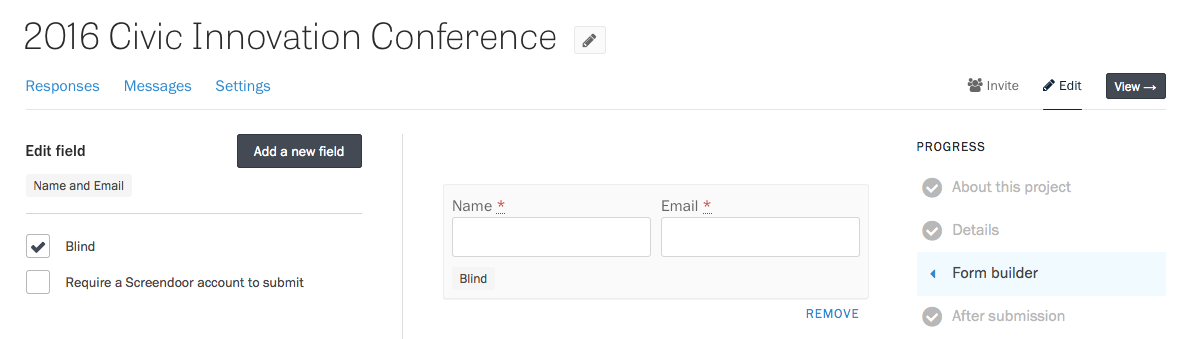 2016 Civic Innovation Conference
Responses Messages Settings
Invite Edit View →
Edit field
Add a new field
Name and Email
Blind
Require a Screendoor account to submit
Name * Email *
Blind
REMOVE
PROGRESS
About this project
Details
Form builder
After submission